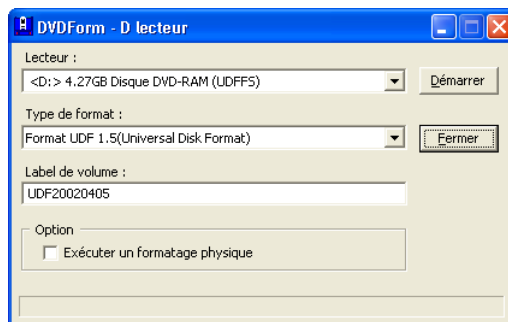 DVDForm - D lecteur
Lecteur :
<D:> 4.27GB Disque DVD-RAM (UDFFS)
Démarrer
Type de format :
Format UDF 1.5(Universal Disk Format)
Fermer
Label de volume :
UDF20020405
Option
Exécuter un formatage physique